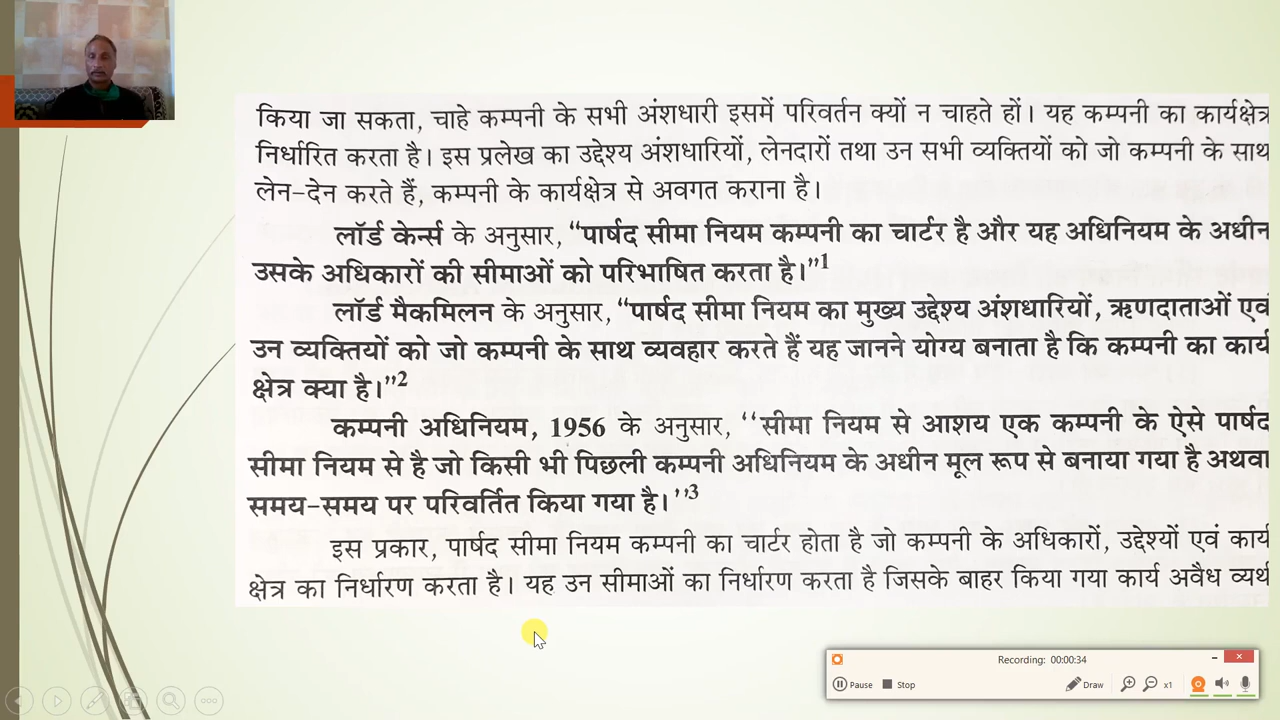 किया जा सकता, चाहे कम्पनी के सभी अंशधारी इसमें परिवर्तन क्यों न चाहते हों। यह कम्पनी का कार्यक्षेत्र
निर्धारित करता है। इस प्रलेख का उद्देश्य अंशधारियों, लेनदारों तथा उन सभी व्यक्तियों को जो कम्पनी के साथ
लेन-देन करते हैं, कम्पनी के कार्यक्षेत्र से अवगत कराना है।
लॉर्ड केर्न्स के अनुसार, “पार्षद सीमा नियम कम्पनी का चार्टर है और यह अधिनियम के अधीन
उसके अधिकारों की सीमाओं को परिभाषित करता है।”1
लॉर्ड मैकमिलन के अनुसार, “पार्षद सीमा नियम का मुख्य उद्देश्य अंशधारियों, ऋणदाताओं एवं
उन व्यक्तियों को जो कम्पनी के साथ व्यवहार करते हैं यह जानने योग्य बनाता है कि कम्पनी का कार्य
क्षेत्र क्या है।”2
कम्पनी अधिनियम, 1956 के अनुसार, ‘‘सीमा नियम से आशय एक कम्पनी के ऐसे पार्षद
सीमा नियम से है जो किसी भी पिछली कम्पनी अधिनियम के अधीन मूल रूप से बनाया गया है अथवा
समय-समय पर परिवर्तित किया गया है।’’3
इस प्रकार, पार्षद सीमा नियम कम्पनी का चार्टर होता है जो कम्पनी के अधिकारों, उद्देश्यों एवं कार्य
क्षेत्र का निर्धारण करता है। यह उन सीमाओं का निर्धारण करता है जिसके बाहर किया गया कार्य अवैध व्यर्थ
Recording: 00:00:34
Pause Stop Draw x1